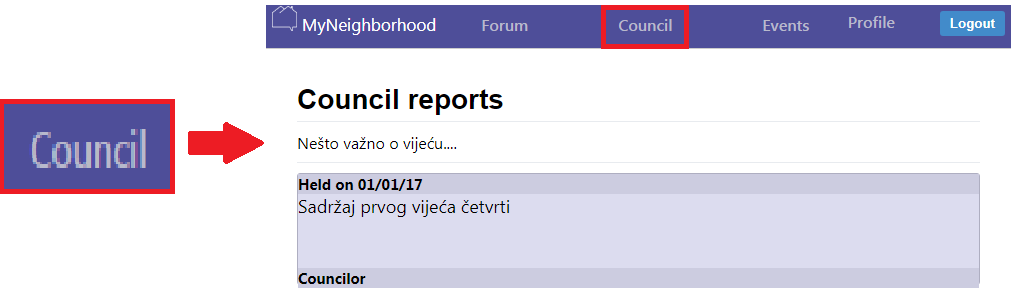 Council
MyNeighborhood Forum Council Events Profile Logout
Council reports
Nešto važno o vijeću....
Held on 01/01/17
Sadržaj prvog vijeća četvrti
Councilor